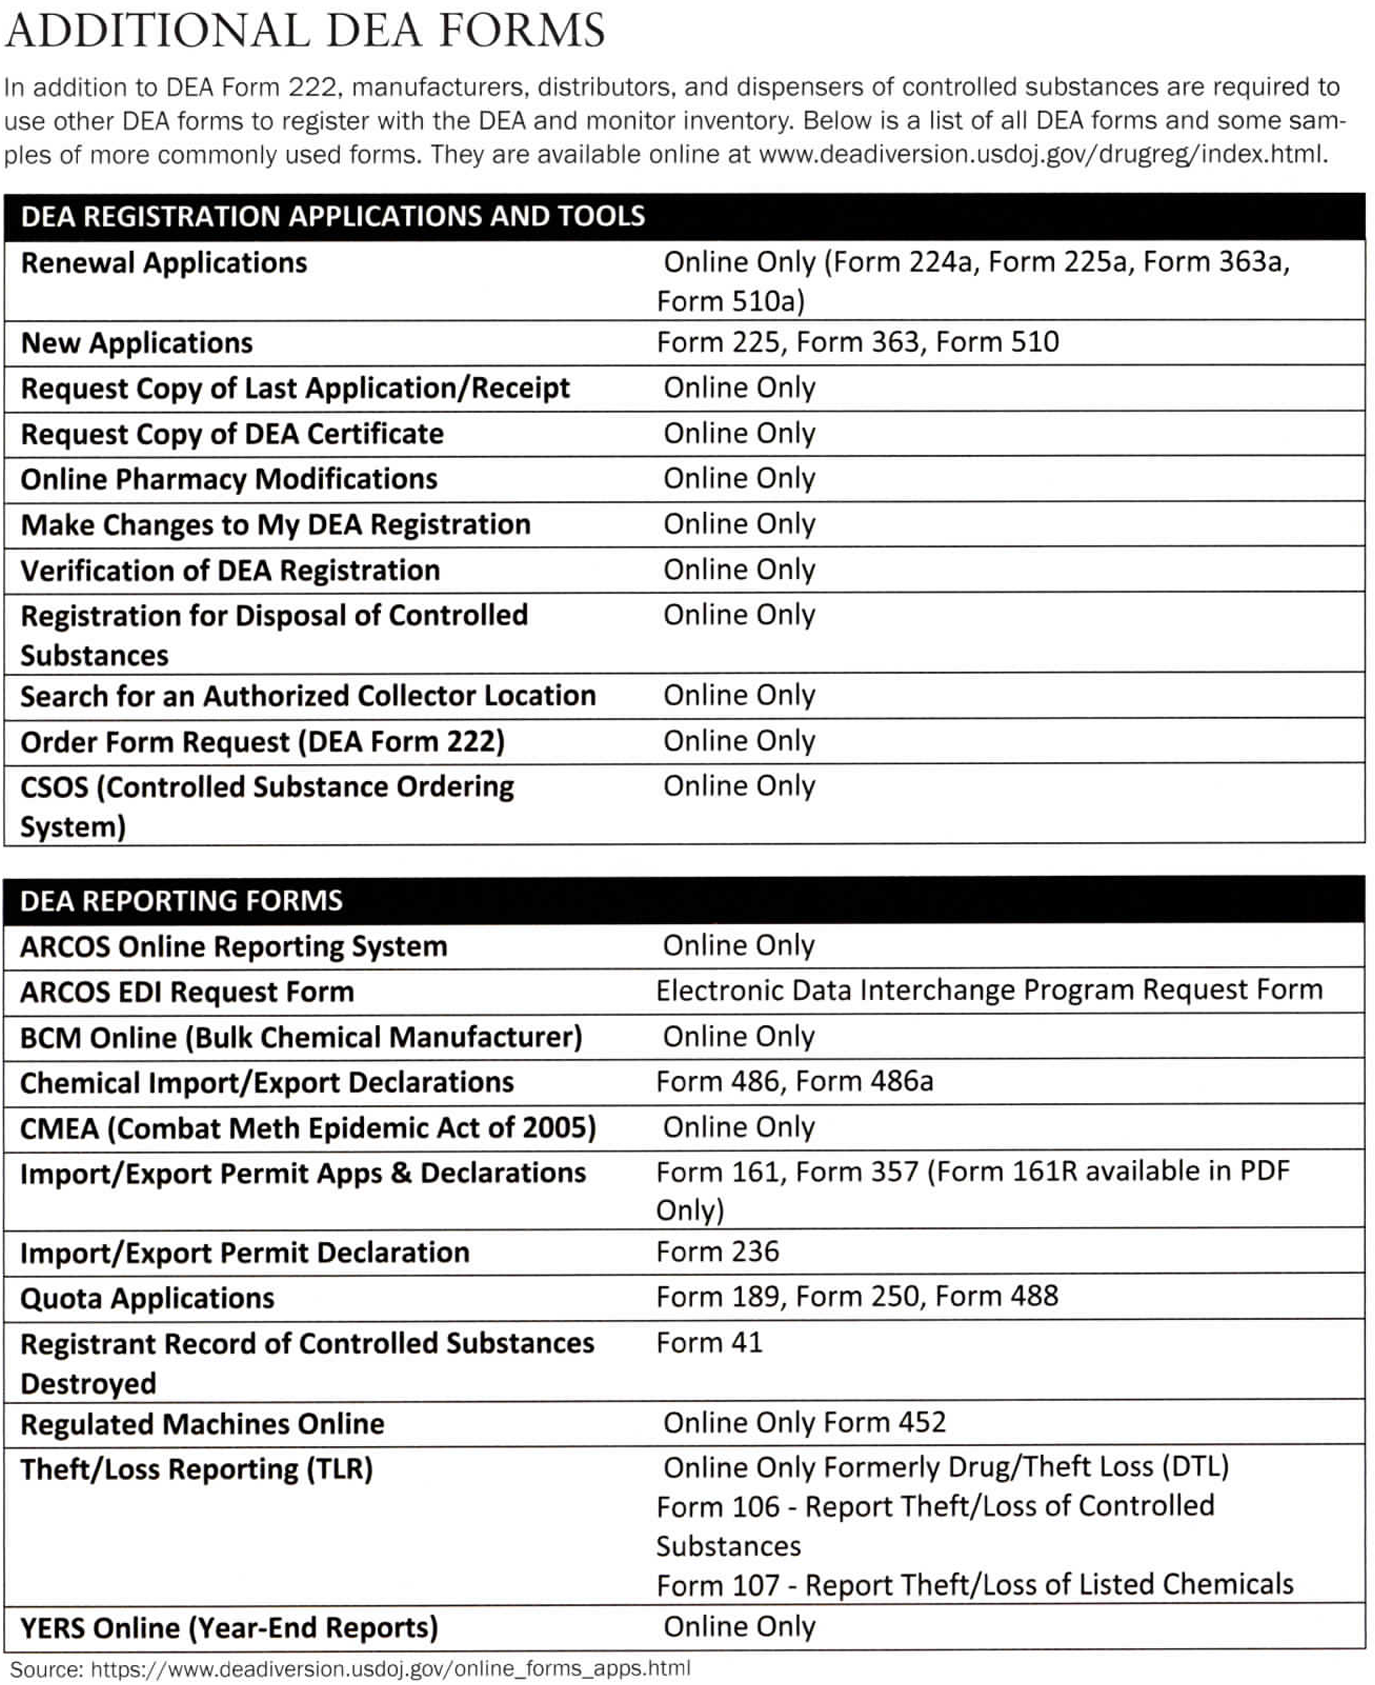 ADDITIONAL DEA FORMS
In addition to DEA Form 222, manufacturers, distributors, and dispensers of controlled substances are required to
use other DEA forms to register with the DEA and monitor inventory. Below is a list of all DEA forms and some sam-
ples of more commonly used forms. They are available online at www.deadiversion.usdoj.gov/drugreg/index.html.
DEA REGISTRATION APPLICATIONS AND TOOLS
Renewal Applications Online Only (Form 224a, Form 225a, Form 363a,
Form 510a)
New Applications Form 225, Form 363, Form 510
Request Copy of Last Application/Receipt Online Only
Request Copy of DEA Certificate Online Only
Online Pharmacy Modifications Online Only
Make Changes to My DEA Registration Online Only
Verification of DEA Registration Online Only
Registration for Disposal of Controlled Online Only
Substances
Search for an Authorized Collector Location Online Only
Order Form Request (DEA Form 222) Online Only
CSOS (Controlled Substance Ordering Online Only
System)
DEA REPORTING FORMS
ARCOS Online Reporting System Online Only
ARCOS EDI Request Form Electronic Data Interchange Program Request Form
BCM Online (Bulk Chemical Manufacturer) Online Only
Chemical Import/Export Declarations Form 486, Form 486a
CMEA (Combat Meth Epidemic Act of 2005) Online Only
Import/Export Permit Apps & Declarations Form 161, Form 357 (Form 161R available in PDF
Only)
Import/Export Permit Declaration Form 236
Quota Applications Form 189, Form 250, Form 488
Registrant Record of Controlled Substances Form 41
Destroyed
Regulated Machines Online Online Only Form 452
Theft/Loss Reporting (TLR) Online Only Formerly Drug/Theft Loss (DTL)
Form 106 - Report Theft/Loss of Controlled
Substances
Form 107 - Report Theft/Loss of Listed Chemicals
YERS Online (Year-End Reports) Online Only
Source: https://www.deadiversion.usdoj.gov/online_forms_apps.html